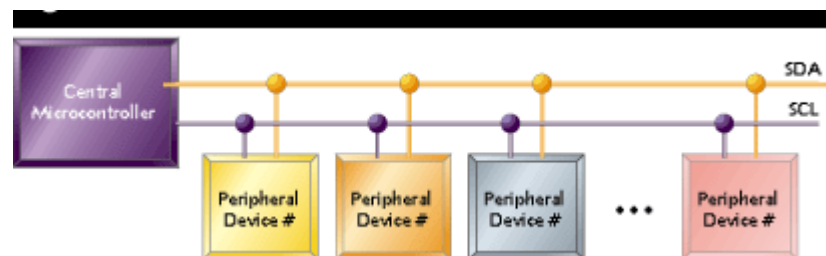 SDA
Central
Microcontroller
SCL
Peripheral
Device #
Peripheral
Device #
Peripheral
Device #
Peripheral
Device #